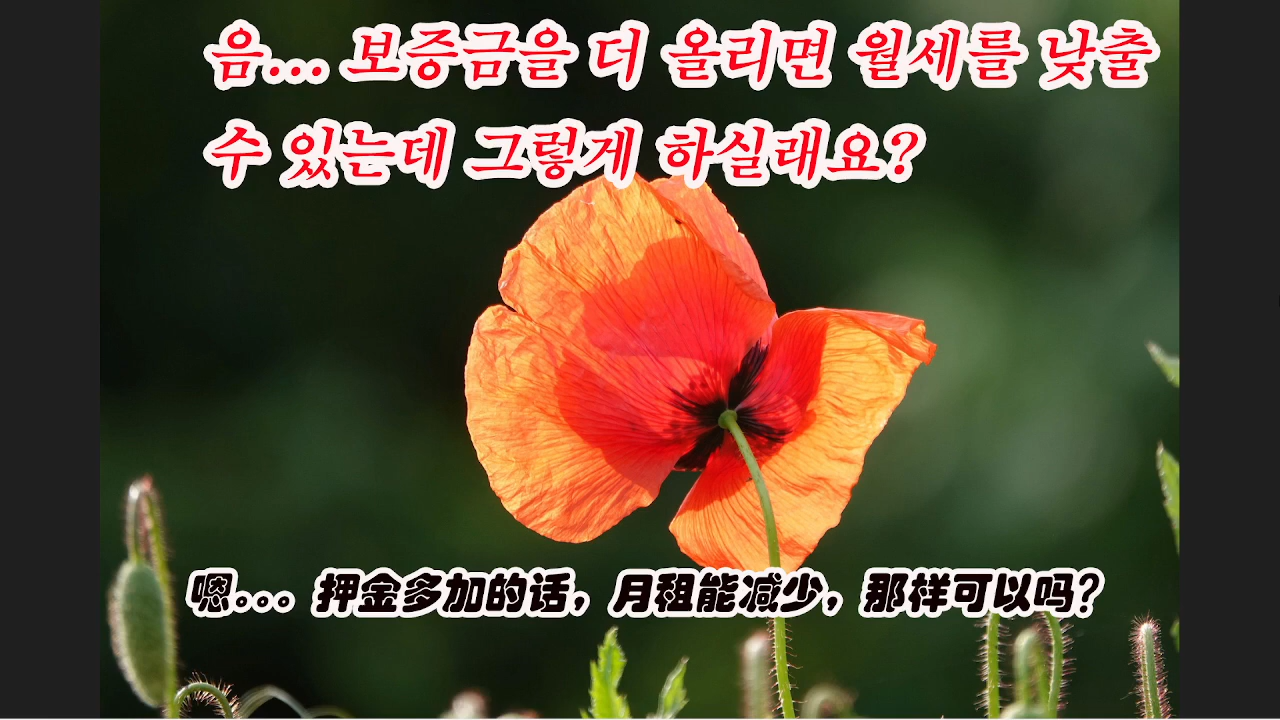 음... 보증금을 더 올리면 월세를 낮출
수 있는데 그렇게 하실래요?
嗯... 押金多加的话，月租能减少，那样可以吗？